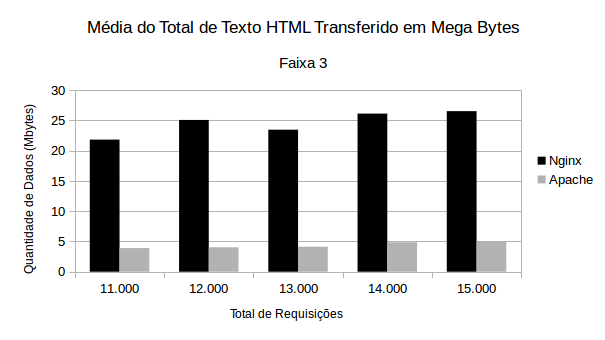 Média do Total de Texto HTML Transferido em Mega Bytes
Faixa 3
Quantidade de Dados (Mbytes)
30
25
20
15
10
5
0
11.000
12.000
13.000
14.000
15.000
Total de Requisições
Nginx
Apache